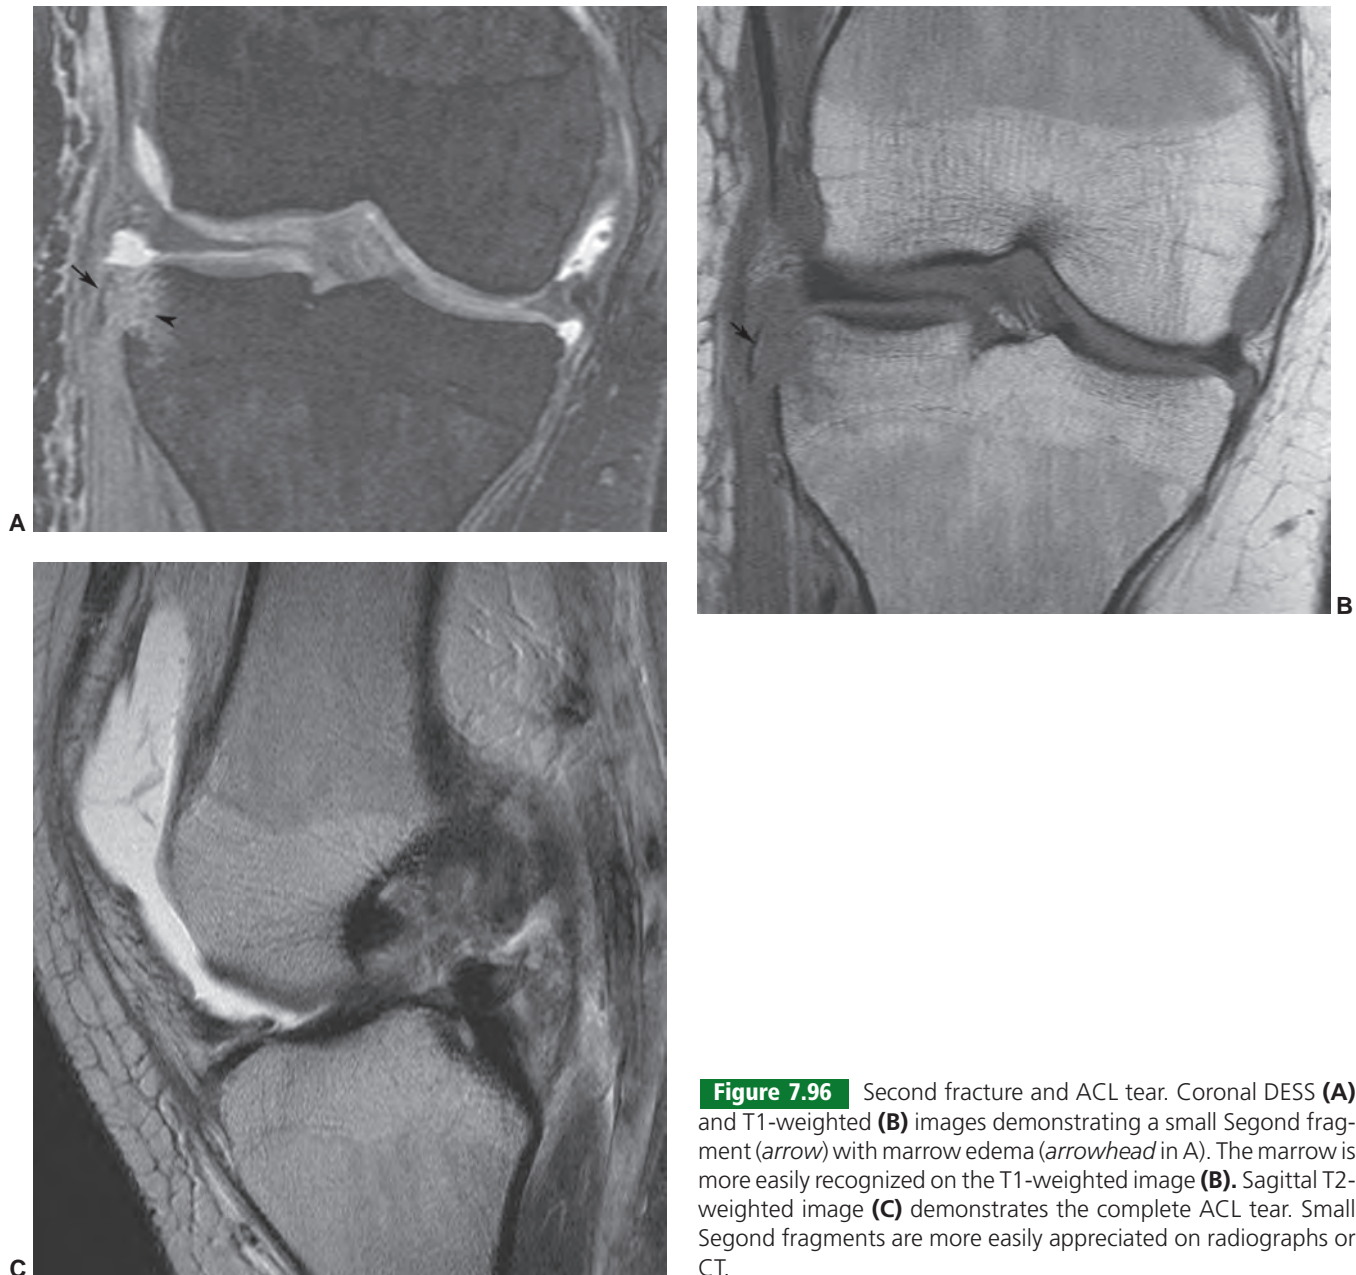 A
B
C
Figure 7.96 Second fracture and ACL tear. Coronal DESS (A)
and T1-weighted (B) images demonstrating a small Segond frag-
ment (arrow) with marrow edema (arrowhead in A). The marrow is
more easily recognized on the T1-weighted image (B). Sagittal T2-
weighted image (C) demonstrates the complete ACL tear. Small
Segond fragments are more easily appreciated on radiographs or
CT.